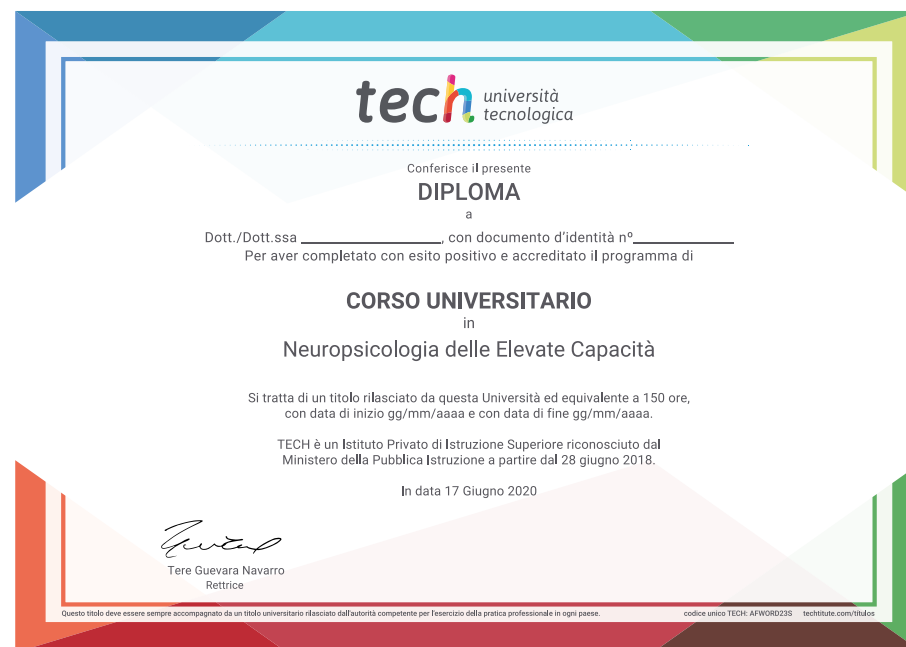 tech università
tecnologica
Conferisce il presente
DIPLOMA
a
Dott./Dott.ssa ____________________, con documento d'identità nº______________
Per aver completato con esito positivo e accreditato il programma di
CORSO UNIVERSITARIO
in
Neuropsicologia delle Elevate Capacità
Si tratta di un titolo rilasciato da questa Università ed equivalente a 150 ore,
con data di inizio gg/mm/aaaa e con data di fine gg/mm/aaaa.
TECH è un Istituto Privato di Istruzione Superiore riconosciuto dal
Ministero della Pubblica Istruzione a partire dal 28 giugno 2018.
In data 17 Giugno 2020
Tere Guevara Navarro
Rettrice
Questo titolo deve essere sempre accompagnato da un titolo universitario rilasciato dall'autorità competente per l'esercizio della pratica professionale in ogni paese. codice unico TECH: AFWORD23S techtitute.com/titulos